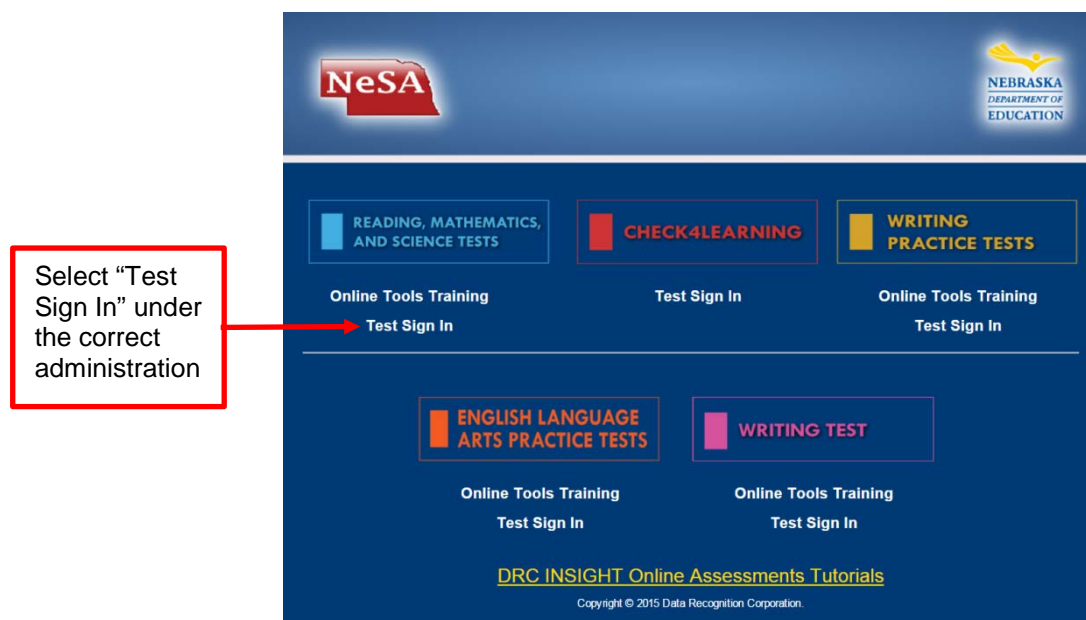 NeSA
NEBRASKA
DEPARTMENT OF
EDUCATION
READING, MATHEMATICS,
AND SCIENCE TESTS
Online Tools Training
Test Sign In
CHECK4LEARNING
Test Sign In
WRITING
PRACTICE TESTS
Online Tools Training
Test Sign In
Select “Test
Sign In” under
the correct
administration
ENGLISH LANGUAGE
ARTS PRACTICE TESTS
Online Tools Training
Test Sign In
WRITING TEST
Online Tools Training
Test Sign In
DRC INSIGHT Online Assessments Tutorials
Copyright © 2015 Data Recognition Corporation.